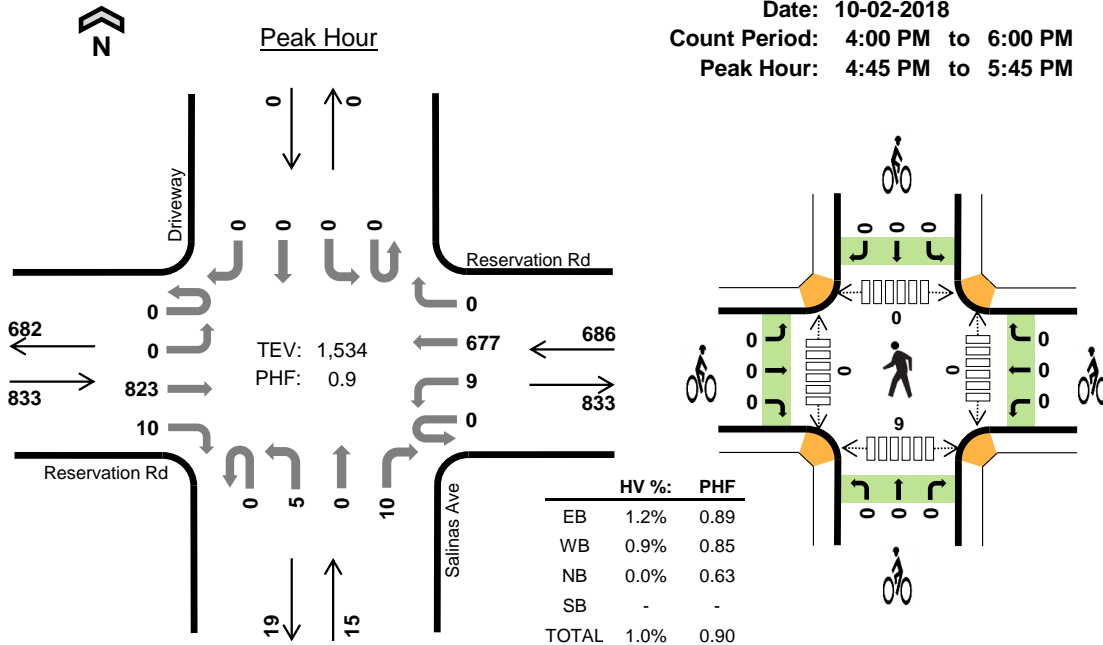 N
Peak Hour
Date: 10-02-2018
Count Period: 4:00 PM to 6:00 PM
Peak Hour: 4:45 PM to 5:45 PM
0 0
Driveway
0 0 0 0
Reservation Rd
0 0
682 0 677 686
TEV: 1,534
833 823 PHF: 0.9 9 833
10 0
Reservation Rd
0 5 0 10
Salinas Ave
19 15
0 0 0
0
0 0 0 0
0 0
0 0
9
0 0 0
HV %: PHF
EB 1.2% 0.89
WB 0.9% 0.85
NB 0.0% 0.63
SB - -
TOTAL 1.0% 0.90